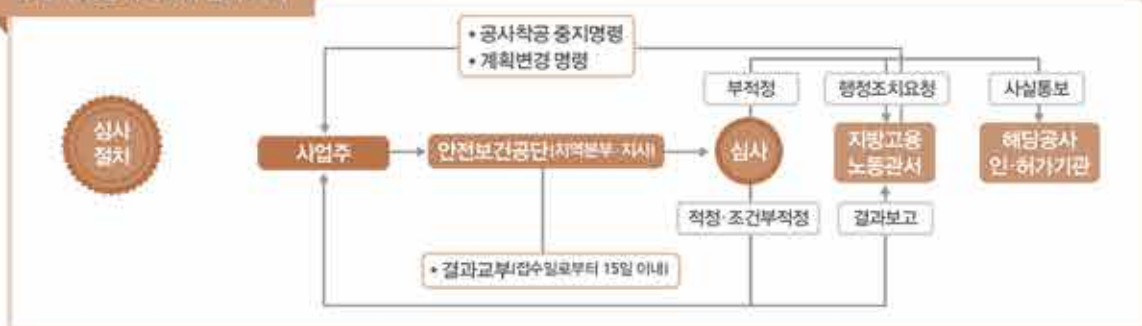 • 공사착공 중지명령
• 계획변경 명령
부적정
행정조치요청
사실통보
심사
절차
사업주
안전보건공단(지역본부·지사)
심사
지방고용
노동관서
해당공사
인·허가기관
적정·조건부적정
결과보고
• 결과교부(접수일로부터 15일 이내)